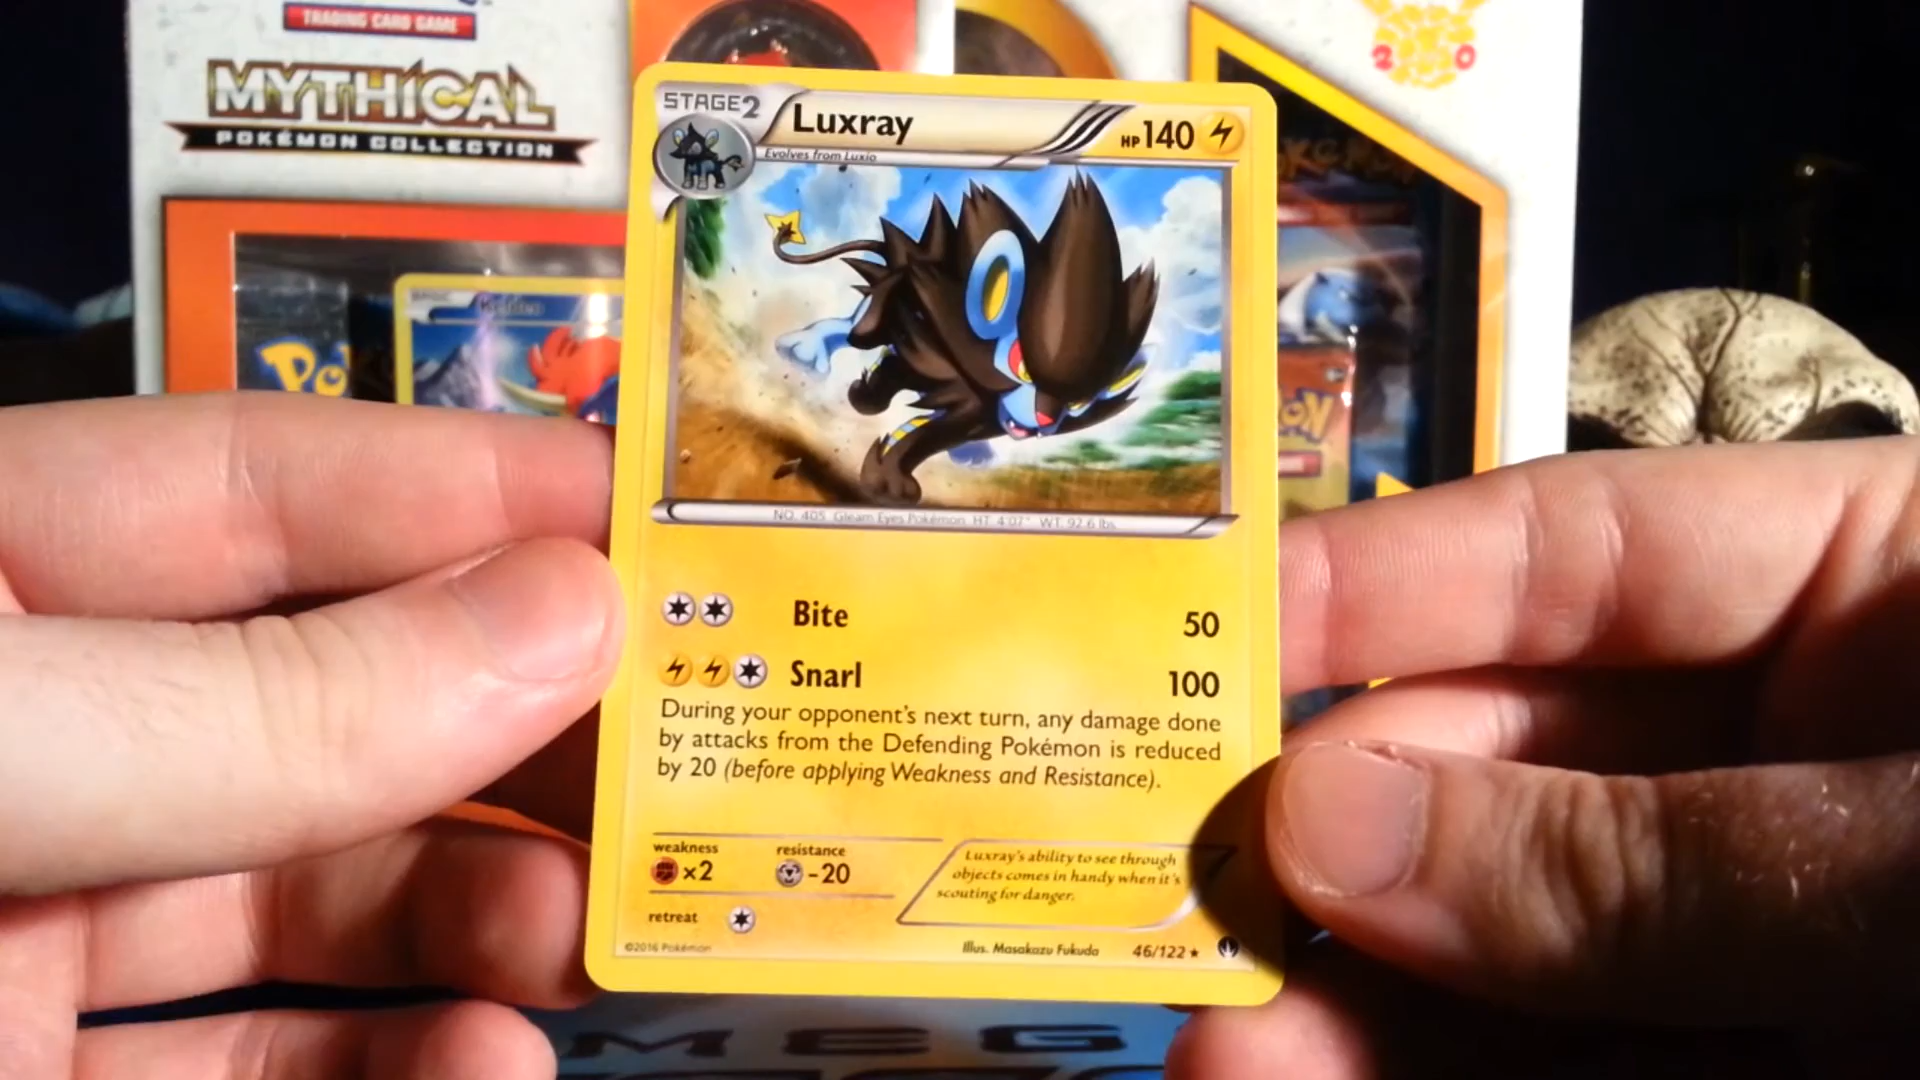 TRADING CARD GAME
MYTHICAL
POKÉMON COLLECTION
20
STAGE2
Luxray
HP140
Evolves from Luxio
Keldeo
Po
NO. 405 Gleam Eyes Pokémon HT: 4'07" WT: 92.6 lbs.
Bite 50
Snarl 100
During your opponent's next turn, any damage done
by attacks from the Defending Pokémon is reduced
by 20 (before applying Weakness and Resistance).
weakness
×2
resistance
-20
Luxray's ability to see through
objects comes in handy when it's
scouting for danger.
retreat
©2016 Pokémon
Illus. Masakazu Fukuda
46/122 ★
MEG